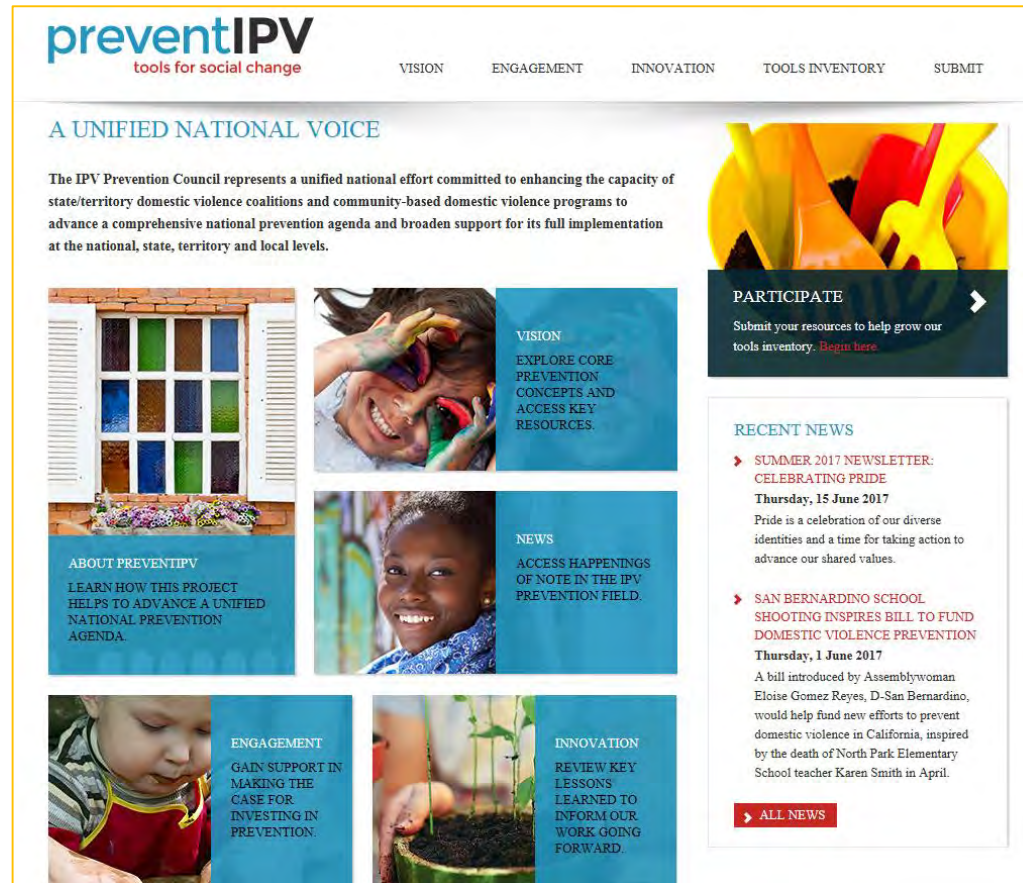 preventIPV
tools for social change
VISION ENGAGEMENT INNOVATION TOOLS INVENTORY SUBMIT
A UNIFIED NATIONAL VOICE
The IPV Prevention Council represents a unified national effort committed to enhancing the capacity of
state/territory domestic violence coalitions and community-based domestic violence programs to
advance a comprehensive national prevention agenda and broaden support for its full implementation
at the national, state, territory and local levels.
ABOUT PREVENTIPV
LEARN HOW THIS PROJECT
HELPS TO ADVANCE A UNIFIED
NATIONAL PREVENTION
AGENDA.
VISION
EXPLORE CORE
PREVENTION
CONCEPTS AND
ACCESS KEY
RESOURCES.
NEWS
ACCESS HAPPENINGS
OF NOTE IN THE IPV
PREVENTION FIELD.
ENGAGEMENT
GAIN SUPPORT IN
MAKING THE
CASE FOR
INVESTING IN
PREVENTION.
INNOVATION
REVIEW KEY
LESSONS
LEARNED TO
INFORM OUR
WORK GOING
FORWARD.
PARTICIPATE
Submit your resources to help grow our
tools inventory. Begin here.
RECENT NEWS
SUMMER 2017 NEWSLETTER:
CELEBRATING PRIDE
Thursday, 15 June 2017
Pride is a celebration of our diverse
identities and a time for taking action to
advance our shared values.
SAN BERNARDINO SCHOOL
SHOOTING INSPIRES BILL TO FUND
DOMESTIC VIOLENCE PREVENTION
Thursday, 1 June 2017
A bill introduced by Assemblywoman
Eloise Gomez Reyes, D-San Bernardino,
would help fund new efforts to prevent
domestic violence in California, inspired
by the death of North Park Elementary
School teacher Karen Smith in April.
ALL NEWS